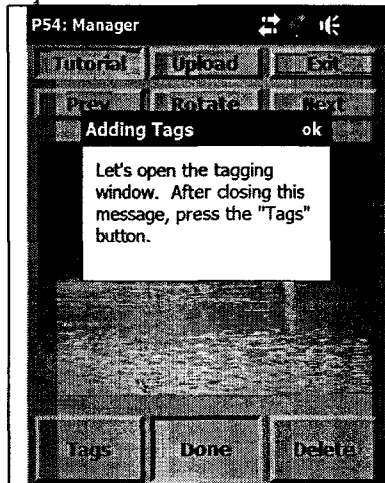 P54: Manager
Tutorial Upload Exit
Prev Rotate Next
Adding Tags ok
Let's open the tagging
window. After closing this
message, press the "Tags"
button.
Tags Done Delete